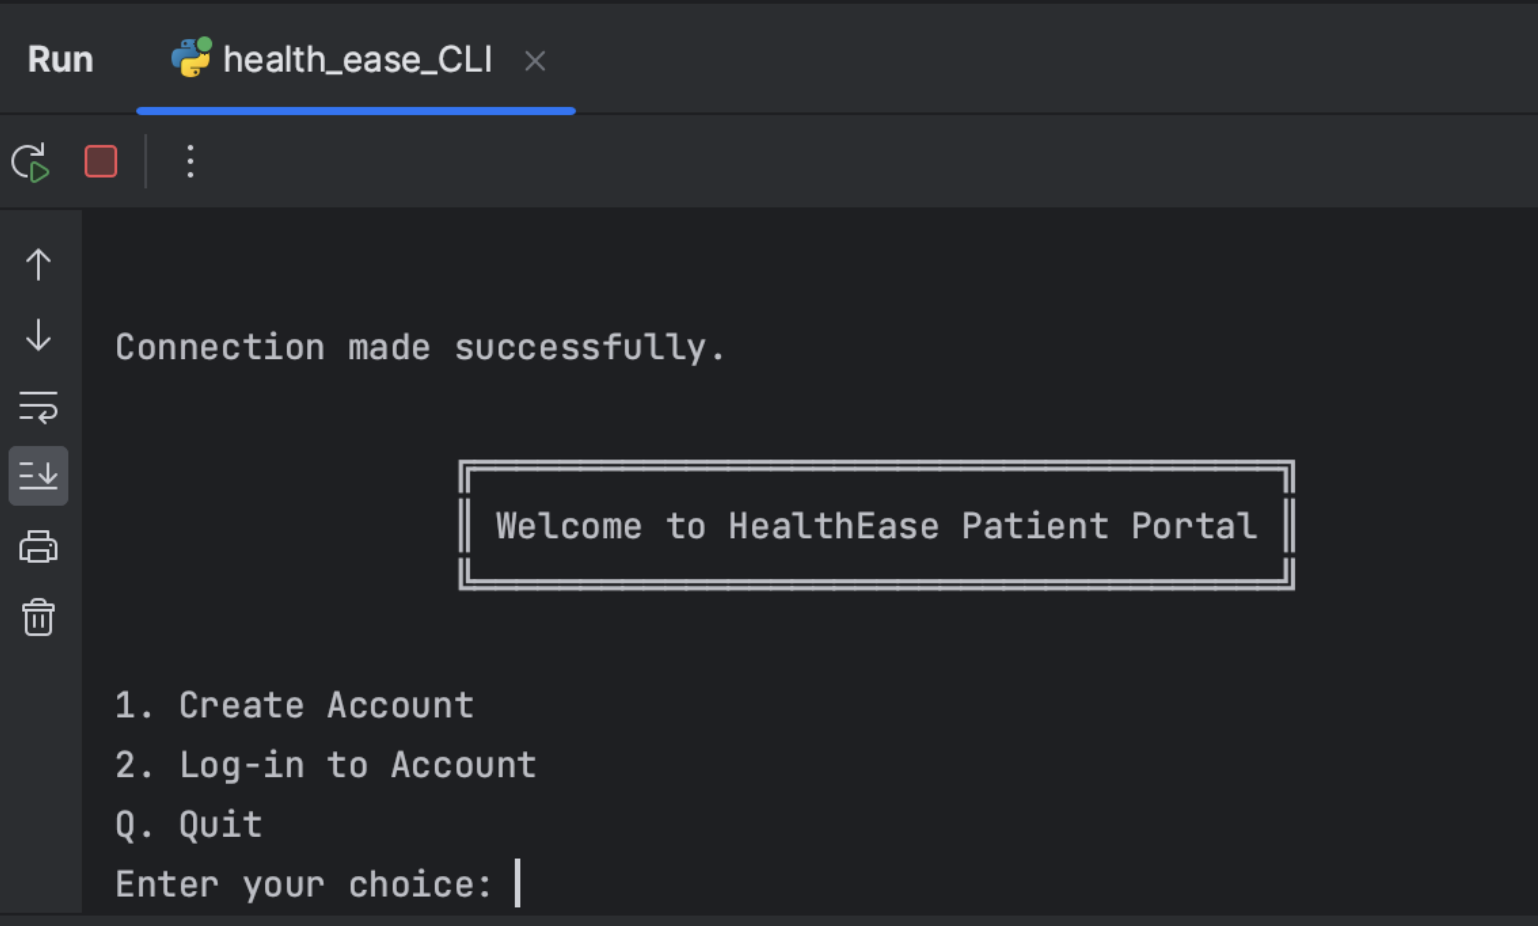 Run health_ease_CLI
Connection made successfully.
Welcome to HealthEase Patient Portal
1. Create Account
2. Log-in to Account
Q. Quit
Enter your choice: